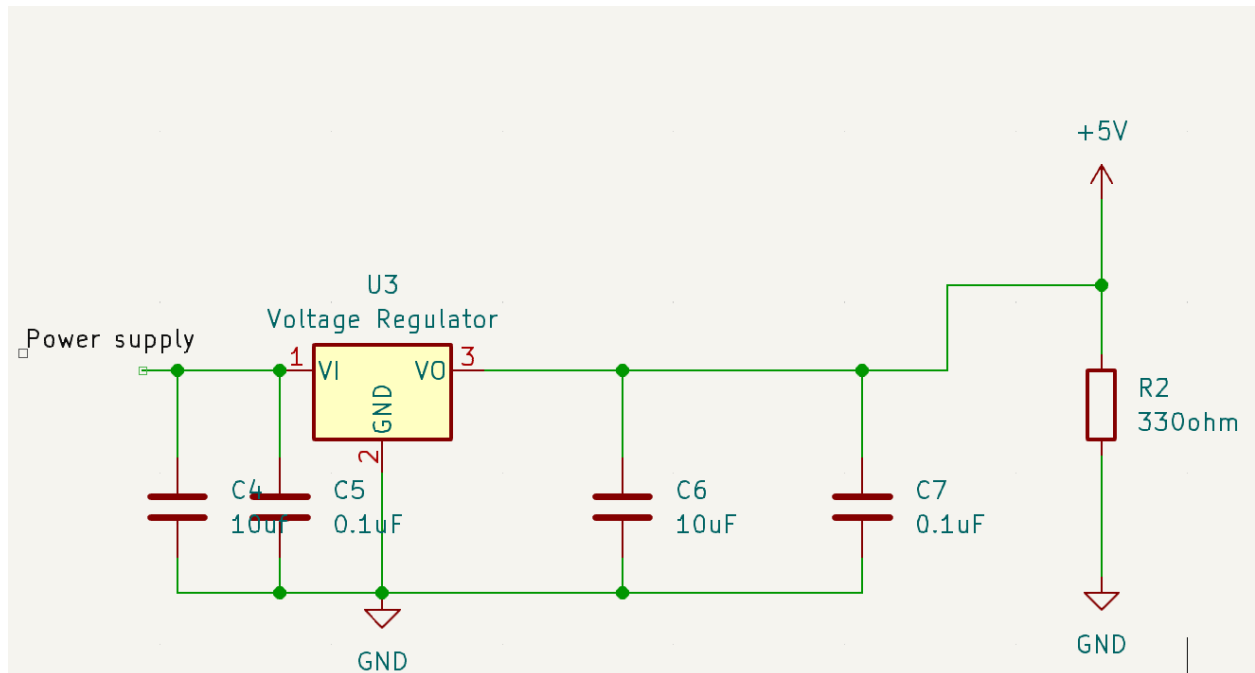 +5V
U3
Voltage Regulator
Power supply
1
VI
VO
3
GND
2
R2
330ohm
C4
10uF
C5
0.1uF
C6
10uF
C7
0.1uF
GND
GND